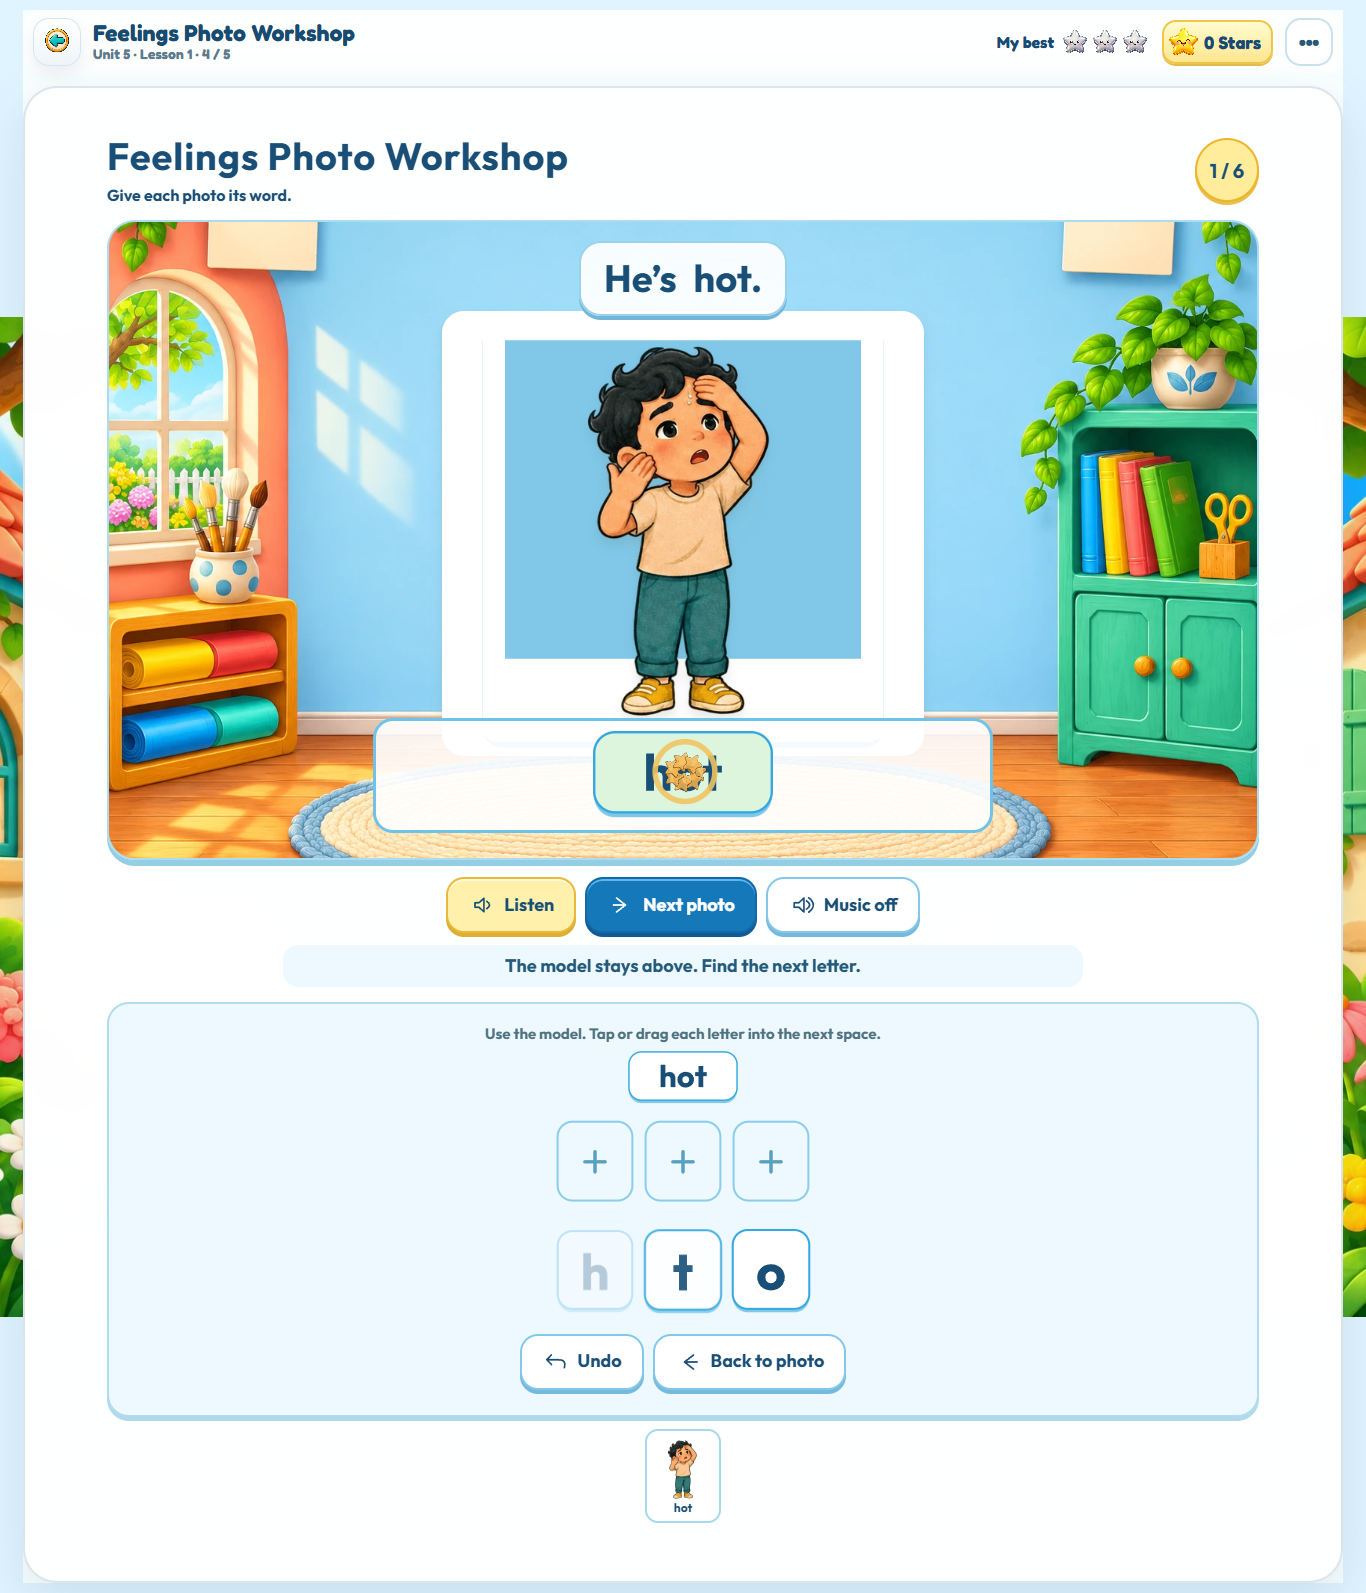 Feelings Photo Workshop
Unit 5 · Lesson 1 · 4 / 5
My best
0 Stars
Feelings Photo Workshop
Give each photo its word.
1 / 6
He's hot.
hot
Listen
Next photo
Music off
The model stays above. Find the next letter.
Use the model. Tap or drag each letter into the next space.
hot
h t o
Undo
Back to photo
hot